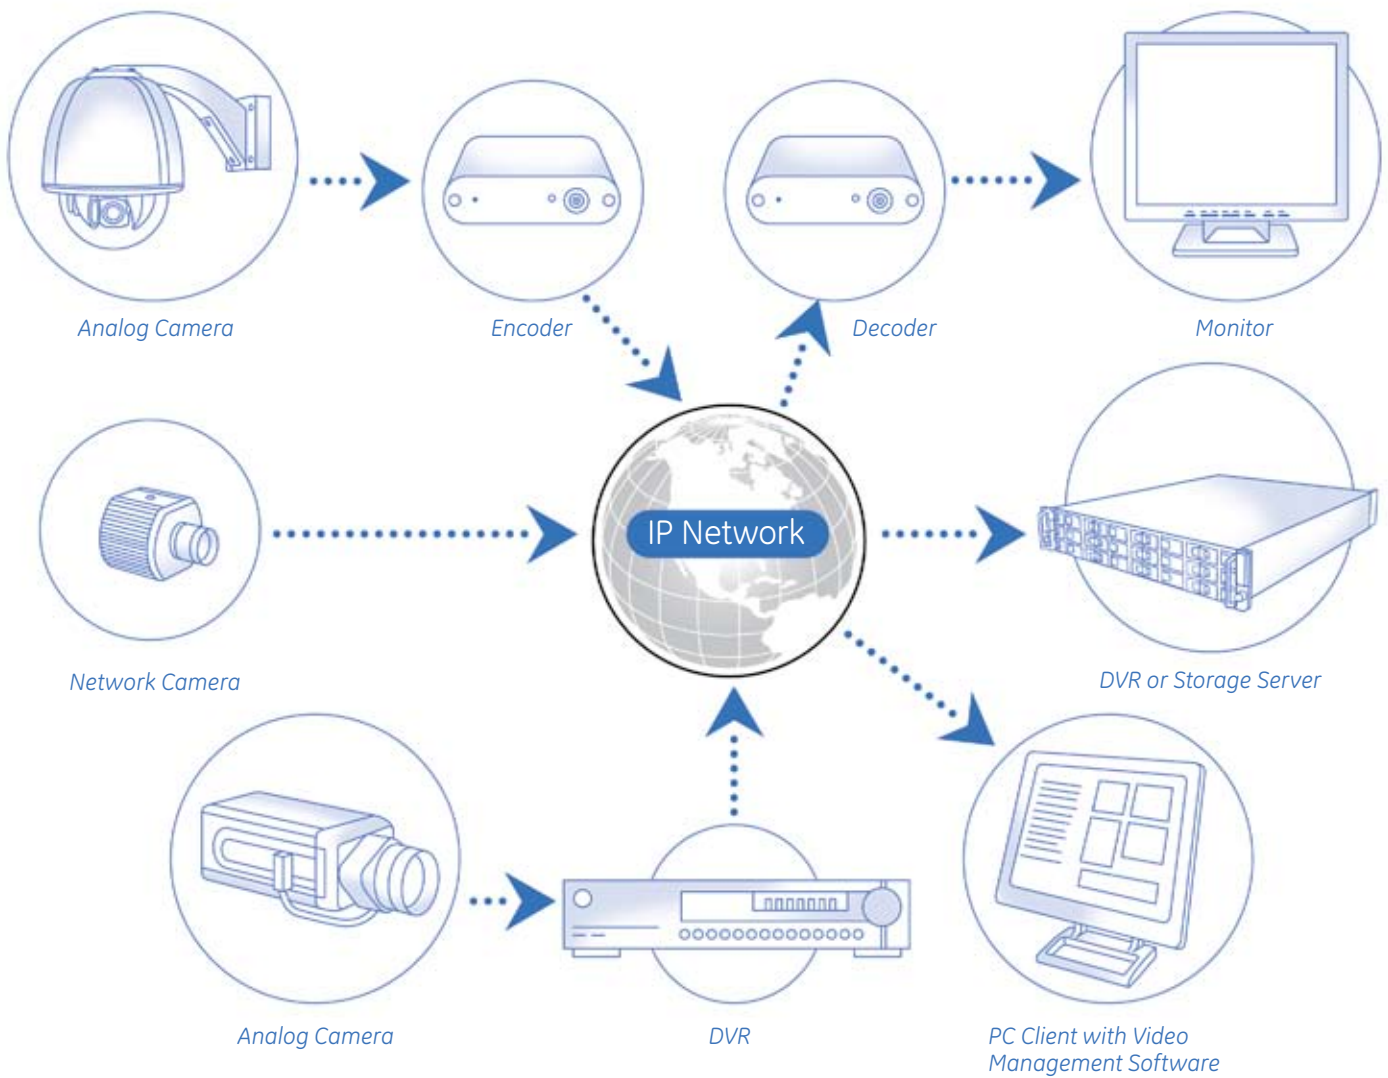 Analog Camera
Encoder
Decoder
Monitor
IP Network
Network Camera
DVR or Storage Server
Analog Camera
DVR
PC Client with Video
Management Software